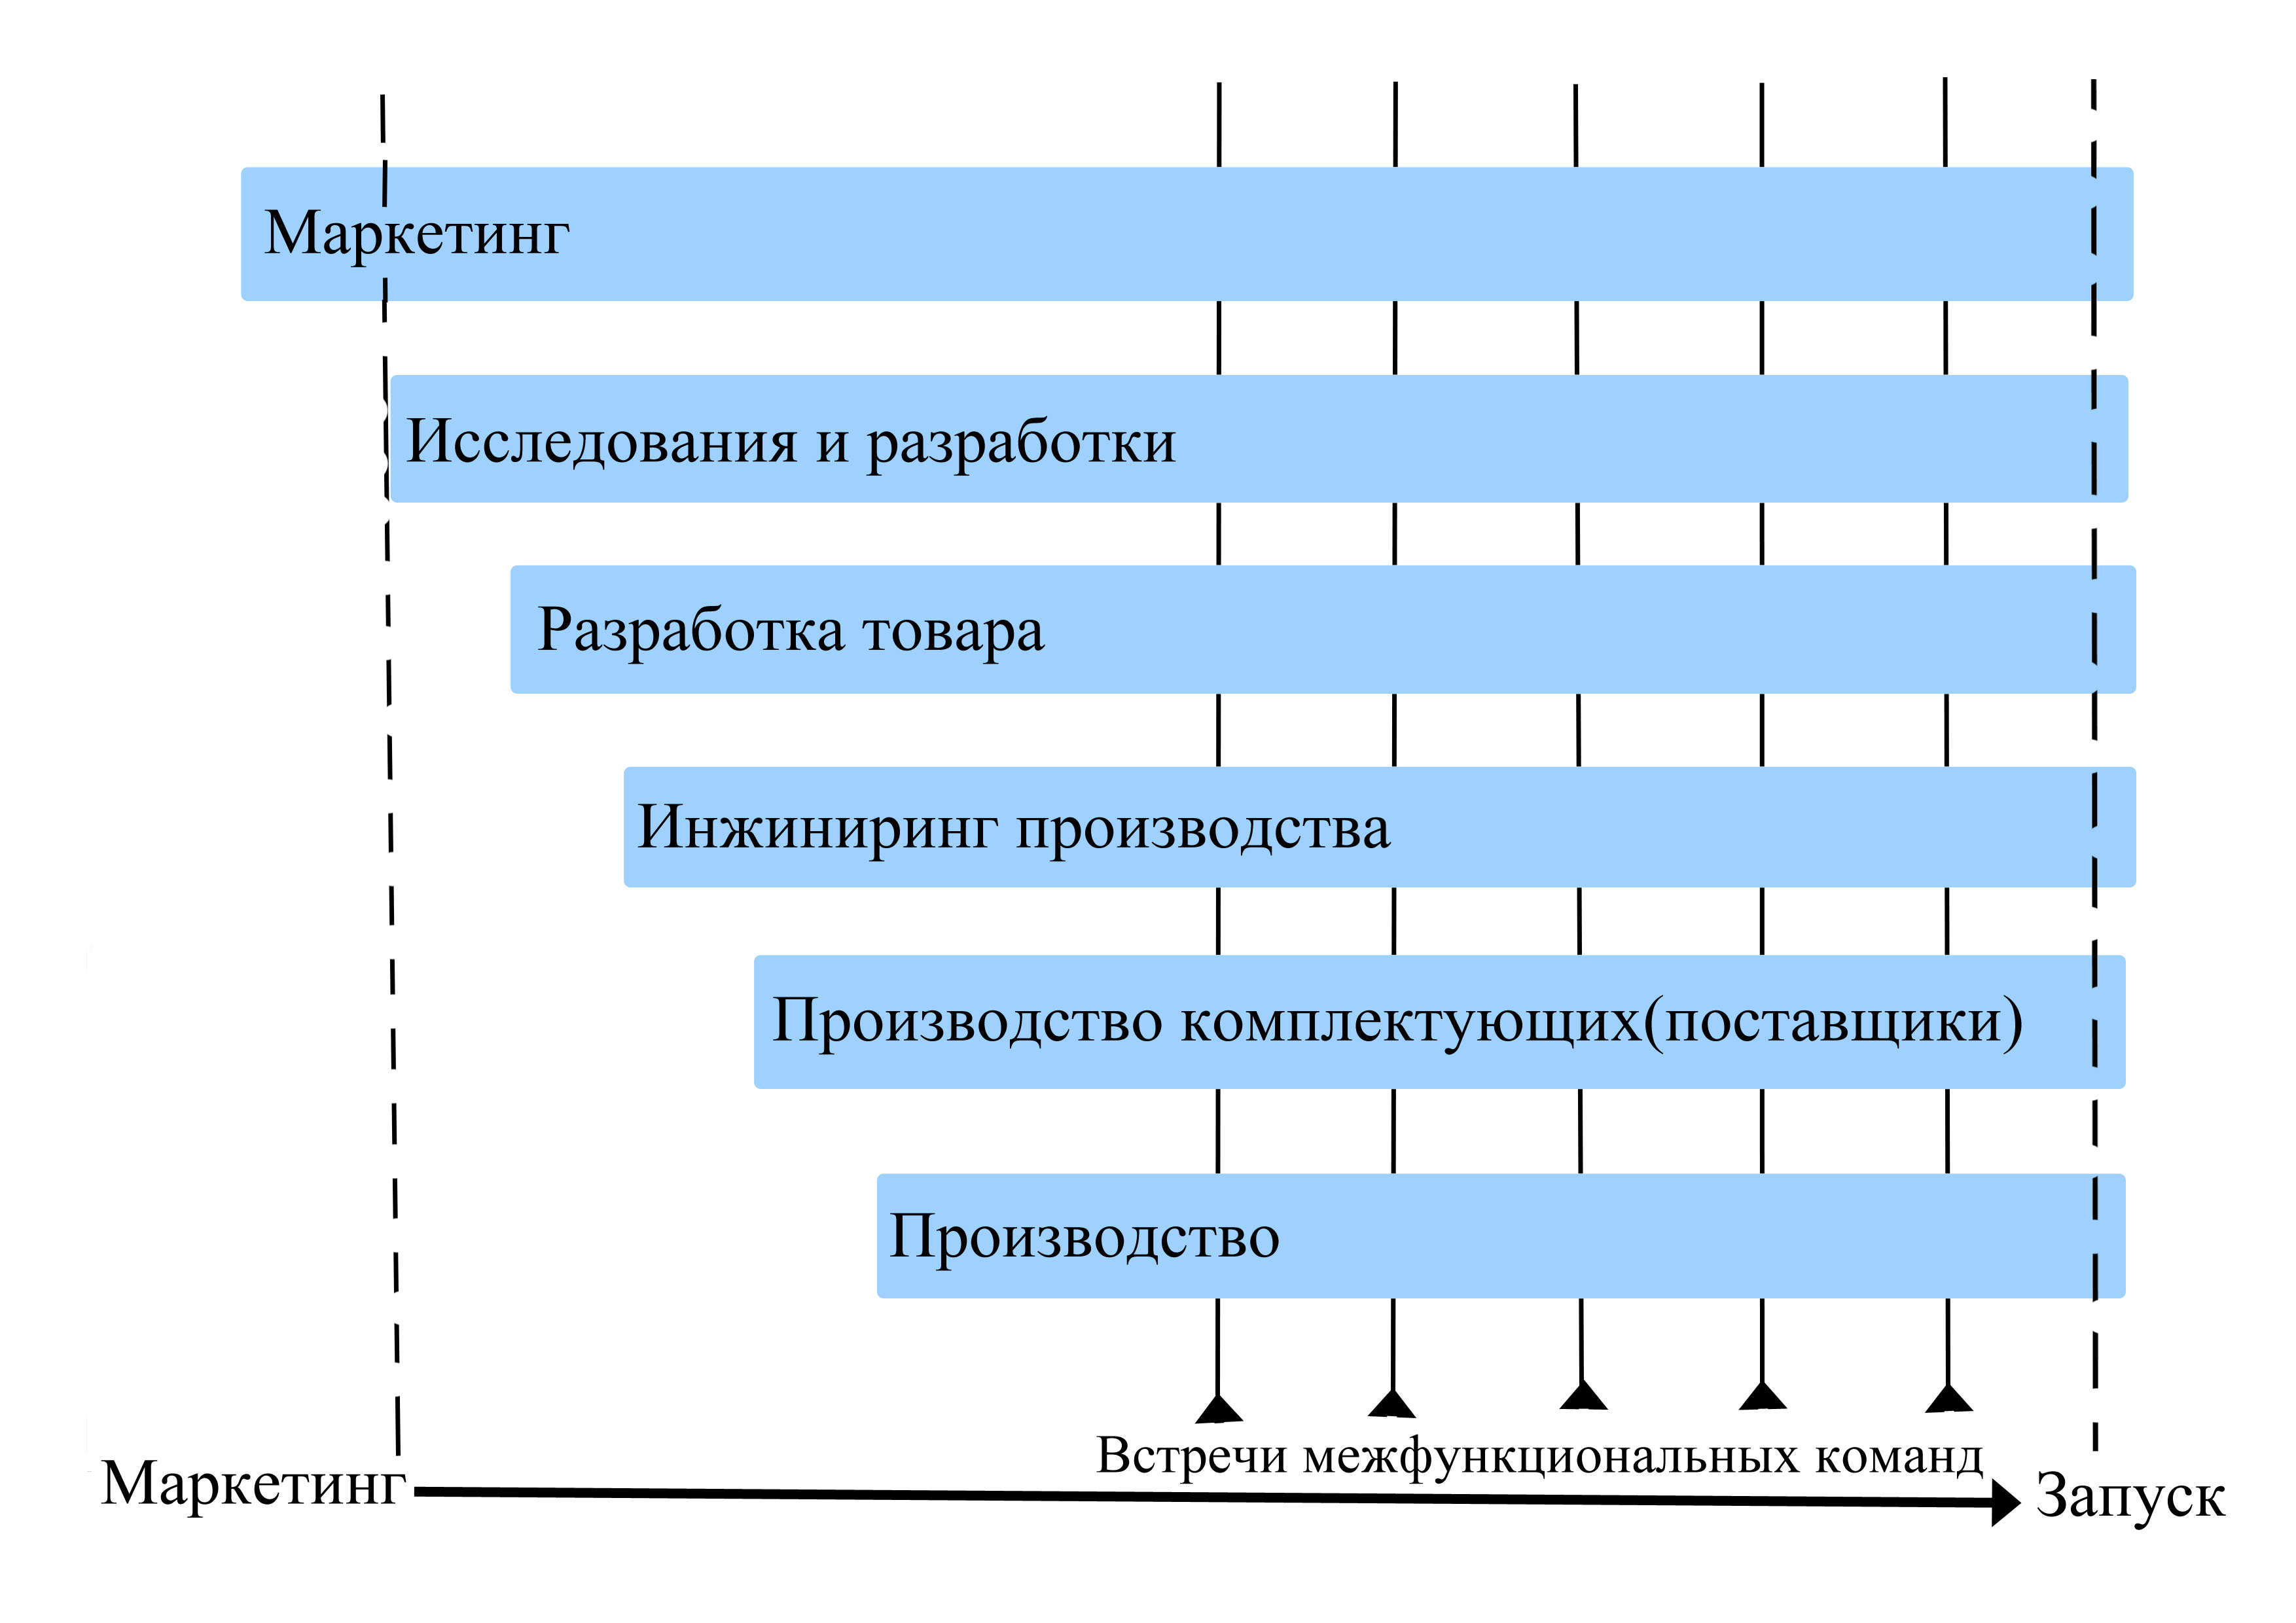 Маркетинг
Исследования и разработки
Разработка товара
Инжиниринг производства
Производство комплектующих(поставщики)
Производство
Встречи межфункциональных команд
Маркетинг
Запуск